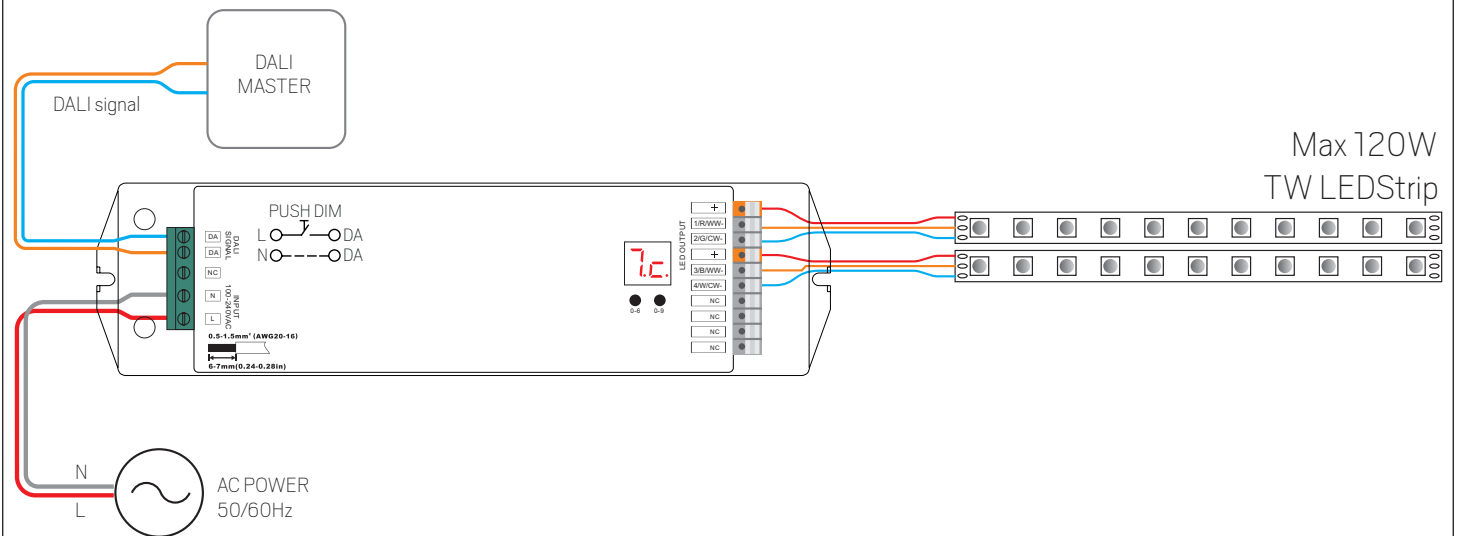 DALI
MASTER
DALI signal
Max 120W
TW LEDStrip
PUSH DIM
L DA
N DA
DA
DA
NC
N
L
DALI
SIGNAL
INPUT
100-240VAC
0.5-1.5mm² (AWG20-16)
6-7mm(0.24-0.28in)
7.c.
0-6 0-9
LED OUTPUT
+
1/R/WW-
2/G/CW-
+
3/B/WW-
4/W/CW-
NC
NC
NC
NC
N
L
AC POWER
50/60Hz